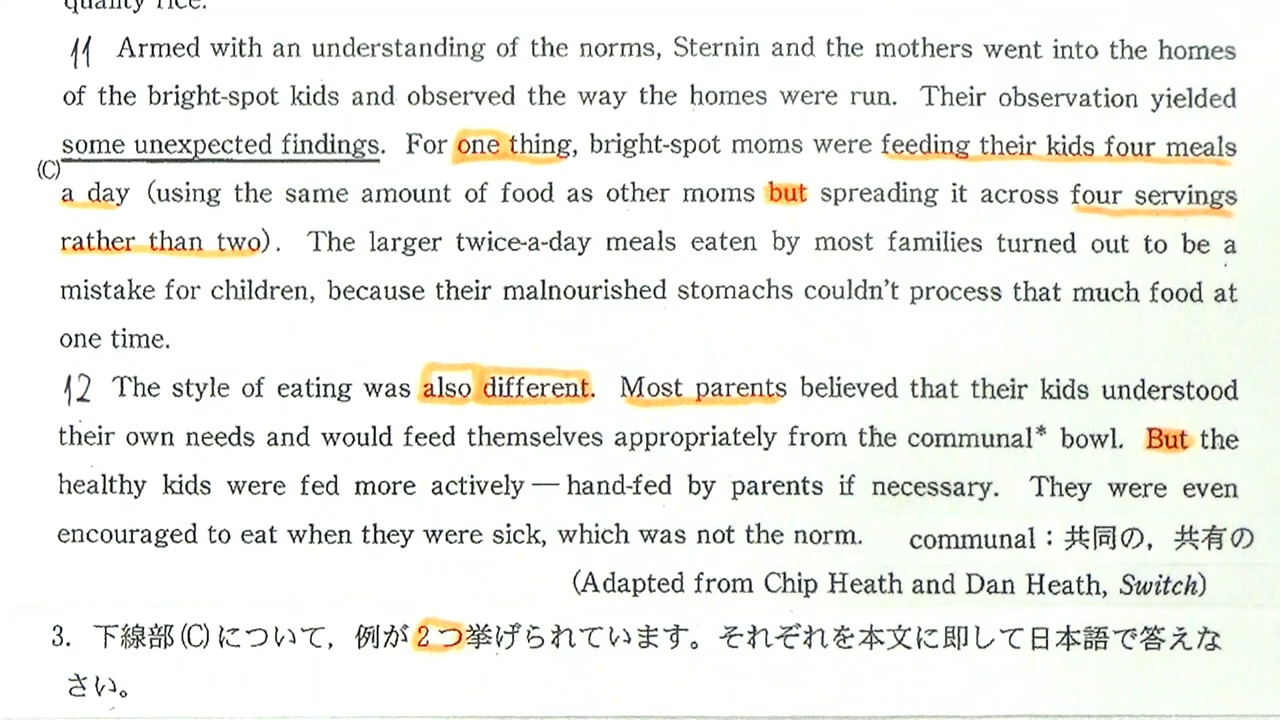 quality rice.
11 Armed with an understanding of the norms, Sternin and the mothers went into the homes
of the bright-spot kids and observed the way the homes were run. Their observation yielded
some unexpected findings. For one thing, bright-spot moms were feeding their kids four meals
(C)
a day (using the same amount of food as other moms but spreading it across four servings
rather than two). The larger twice-a-day meals eaten by most families turned out to be a
mistake for children, because their malnourished stomachs couldn't process that much food at
one time.
12 The style of eating was also different. Most parents believed that their kids understood
their own needs and would feed themselves appropriately from the communal* bowl. But the
healthy kids were fed more actively — hand-fed by parents if necessary. They were even
encouraged to eat when they were sick, which was not the norm. communal：共同の，共有の
(Adapted from Chip Heath and Dan Heath, Switch)
3. 下線部(C)について，例が2つ挙げられています。それぞれを本文に即して日本語で答えな
さい。